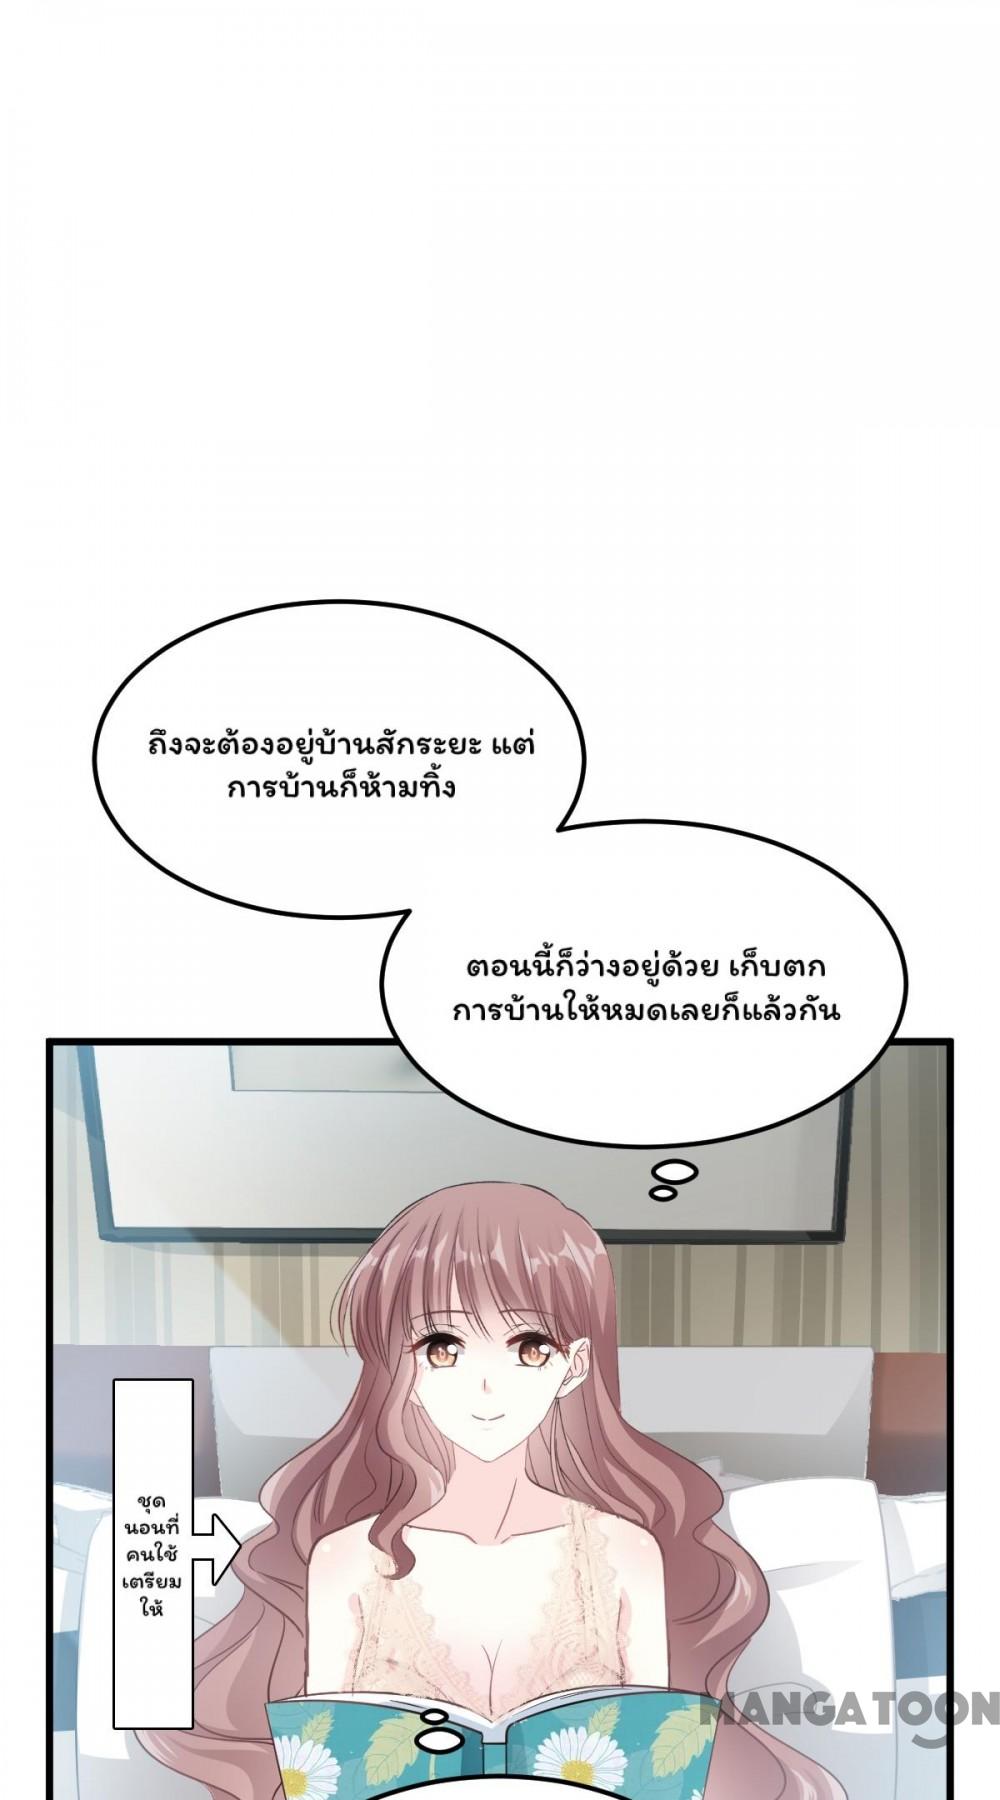 ถึงจะต้องอยู่บ้านสักระยะ แต่
การบ้านก็ห้ามทิ้ง
ตอนนี้ก็ว่างอยู่ด้วย เก็บตก
การบ้านให้หมดเลยก็แล้วกัน
ชุด
นอนที่
คนใช้
เตรียม
ให้
MANGATOON